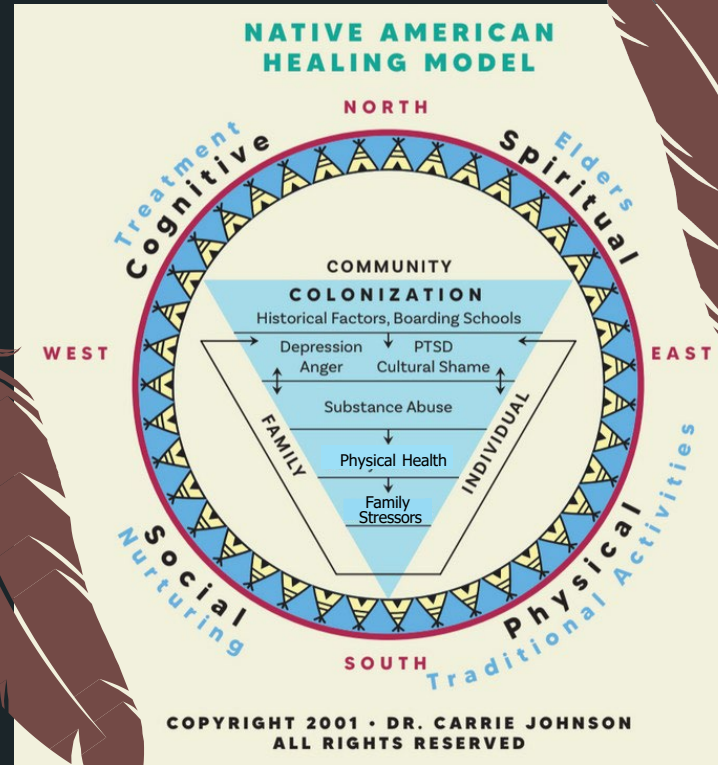 NATIVE AMERICAN
HEALING MODEL
NORTH
Treatment
Cognitive
Spiritual
Elders
COMMUNITY
COLONIZATION
Historical Factors, Boarding Schools
Depression PTSD
Anger Cultural Shame
WEST
EAST
Substance Abuse
FAMILY
INDIVIDUAL
Physical Health
Family
Stressors
Social
Nurturing
Physical
Traditional Activities
SOUTH
COPYRIGHT 2001 • DR. CARRIE JOHNSON
ALL RIGHTS RESERVED